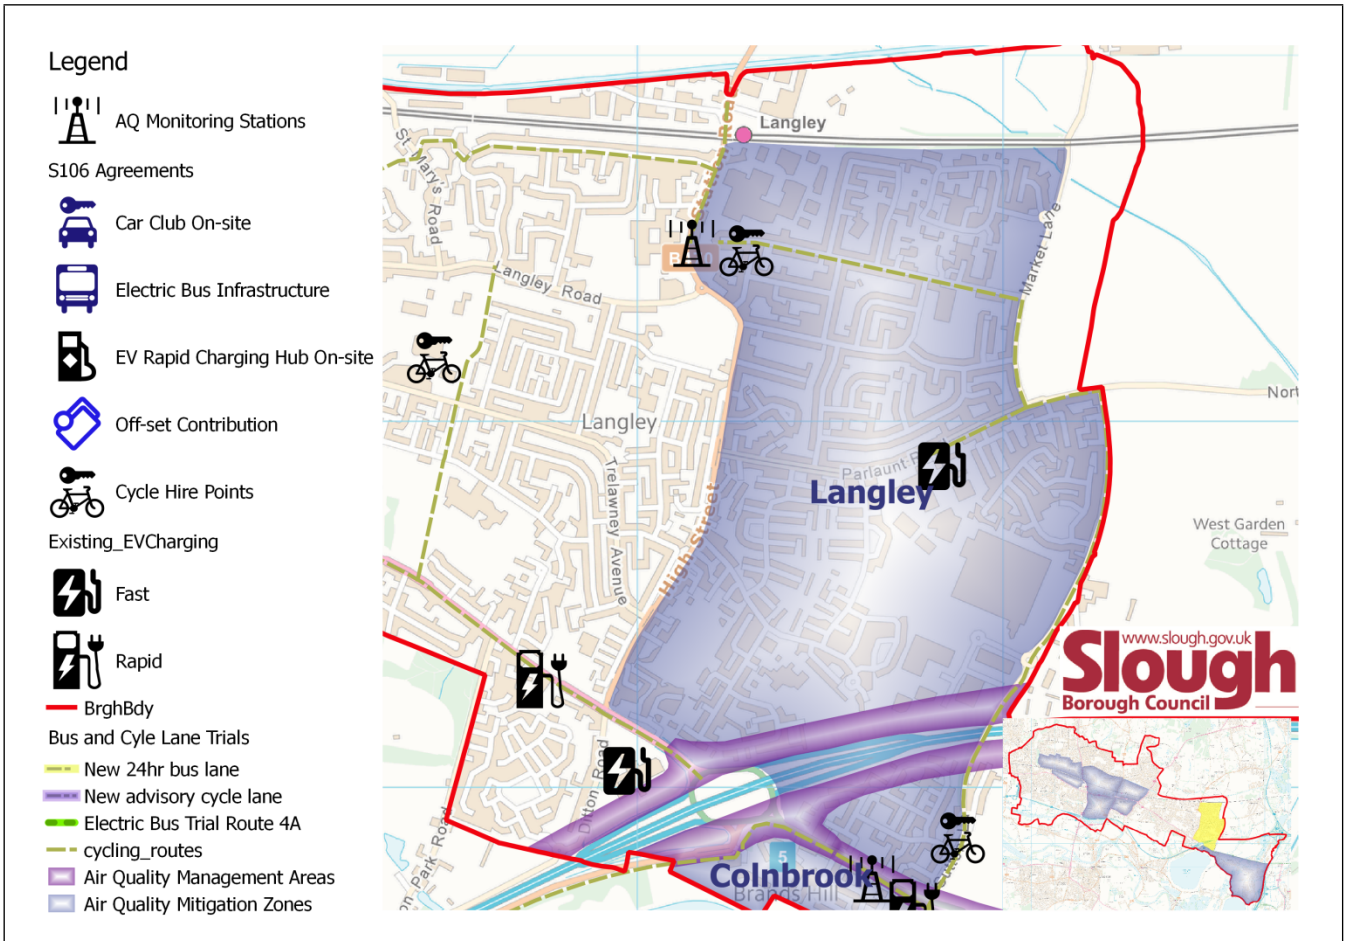 Legend
AQ Monitoring Stations
S106 Agreements
Car Club On-site
Electric Bus Infrastructure
EV Rapid Charging Hub On-site
Off-set Contribution
Cycle Hire Points
Existing_EVCharging
Fast
Rapid
BrghBdy
Bus and Cyle Lane Trials
New 24hr bus lane
New advisory cycle lane
Electric Bus Trial Route 4A
cycling_routes
Air Quality Management Areas
Air Quality Mitigation Zones
Langley
St Mary's Road
Langley Road
Market Lane
Langley
Trelawney Avenue
High Street
Parlaunt
Langley
Nort
West Garden
Cottage
Ditton Road
on Park Road
5
Colnbrook
Brands Hill
www.slough.gov.uk
Slough
Borough Council